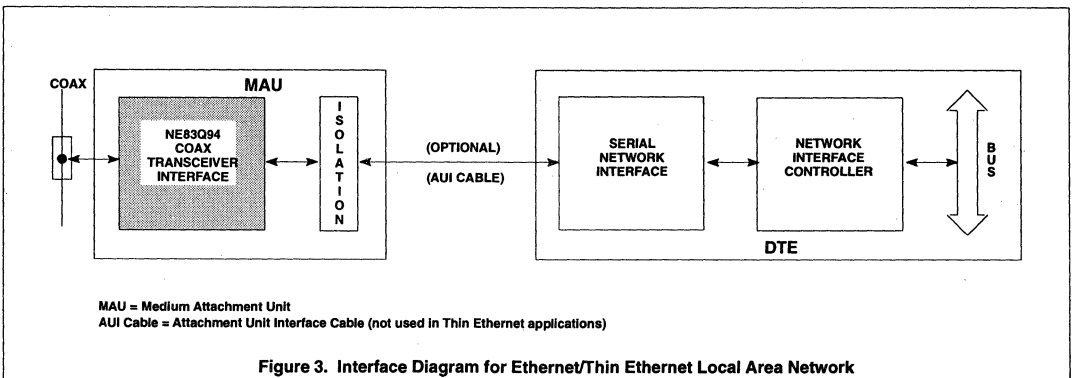 COAX
MAU
NE83Q94
COAX
TRANSCEIVER
INTERFACE
ISOLATION
(OPTIONAL)
(AUI CABLE)
SERIAL
NETWORK
INTERFACE
NETWORK
INTERFACE
CONTROLLER
BUS
DTE
MAU = Medium Attachment Unit
AUI Cable = Attachment Unit Interface Cable (not used in Thin Ethernet applications)
Figure 3. Interface Diagram for Ethernet/Thin Ethernet Local Area Network